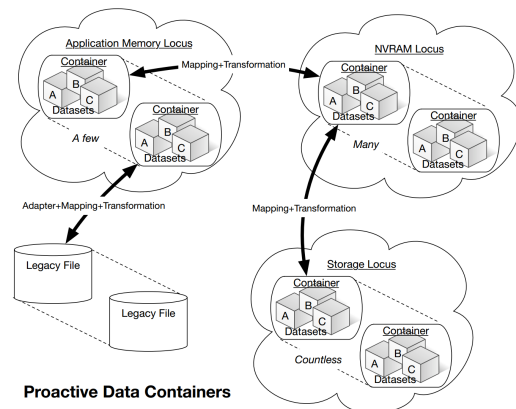 Application Memory Locus
Container
A
B
C
Datasets
A few
Container
A
B
C
Datasets
Mapping+Transformation
NVRAM Locus
Container
A
B
C
Datasets
Many
Container
A
B
C
Datasets
Adapter+Mapping+Transformation
Mapping+Transformation
Legacy File
Legacy File
Storage Locus
Container
A
B
C
Datasets
Countless
Container
A
B
C
Datasets
Proactive Data Containers